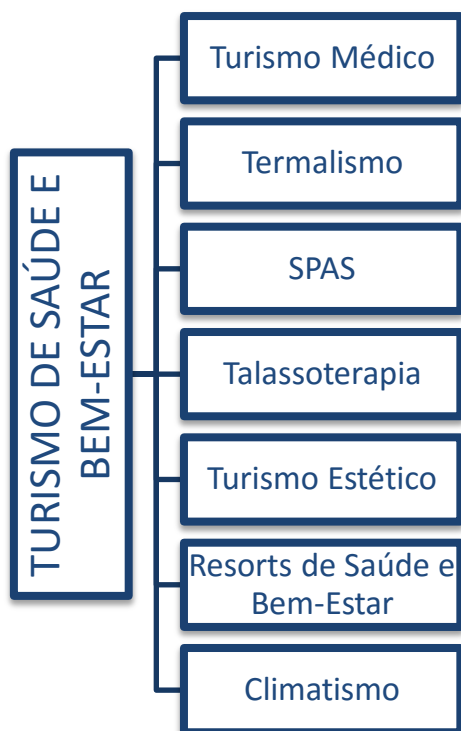 TURISMO DE SAÚDE E
BEM-ESTAR
Turismo Médico
Termalismo
SPAS
Talassoterapia
Turismo Estético
Resorts de Saúde e
Bem-Estar
Climatismo